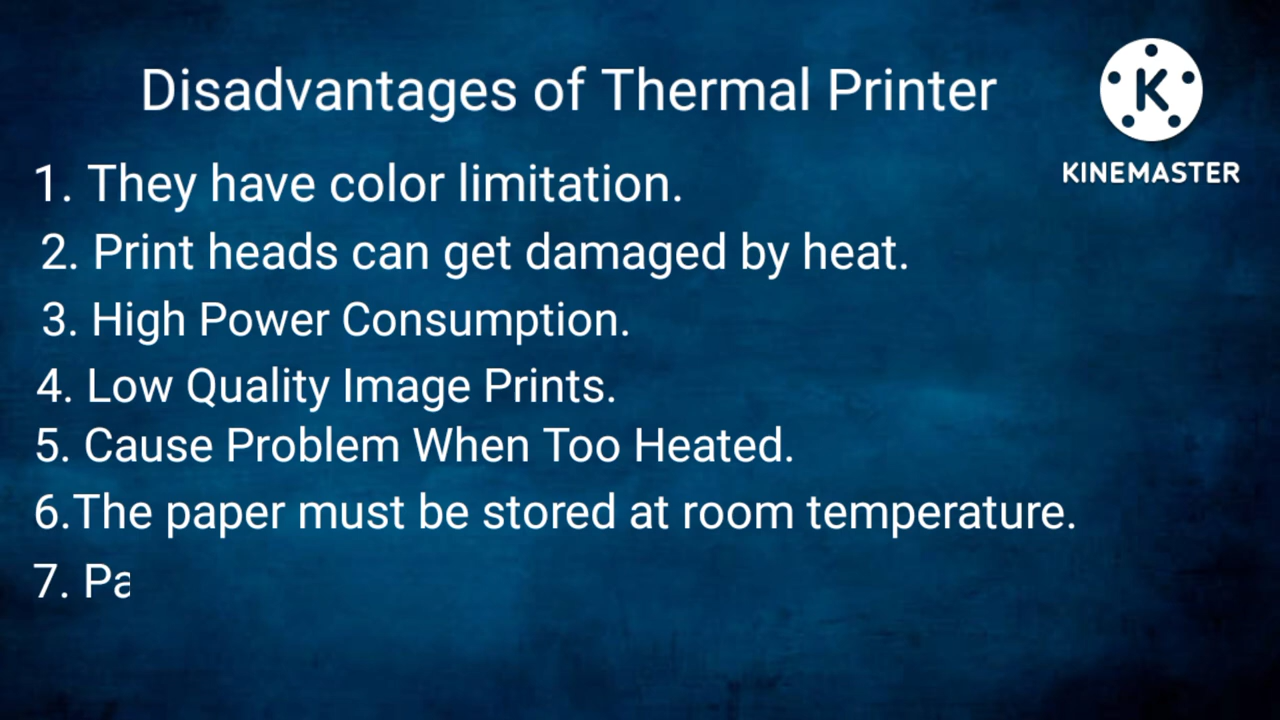 Disadvantages of Thermal Printer
K
KINEMASTER
1. They have color limitation.
2. Print heads can get damaged by heat.
3. High Power Consumption.
4. Low Quality Image Prints.
5. Cause Problem When Too Heated.
6.The paper must be stored at room temperature.
7. Pa